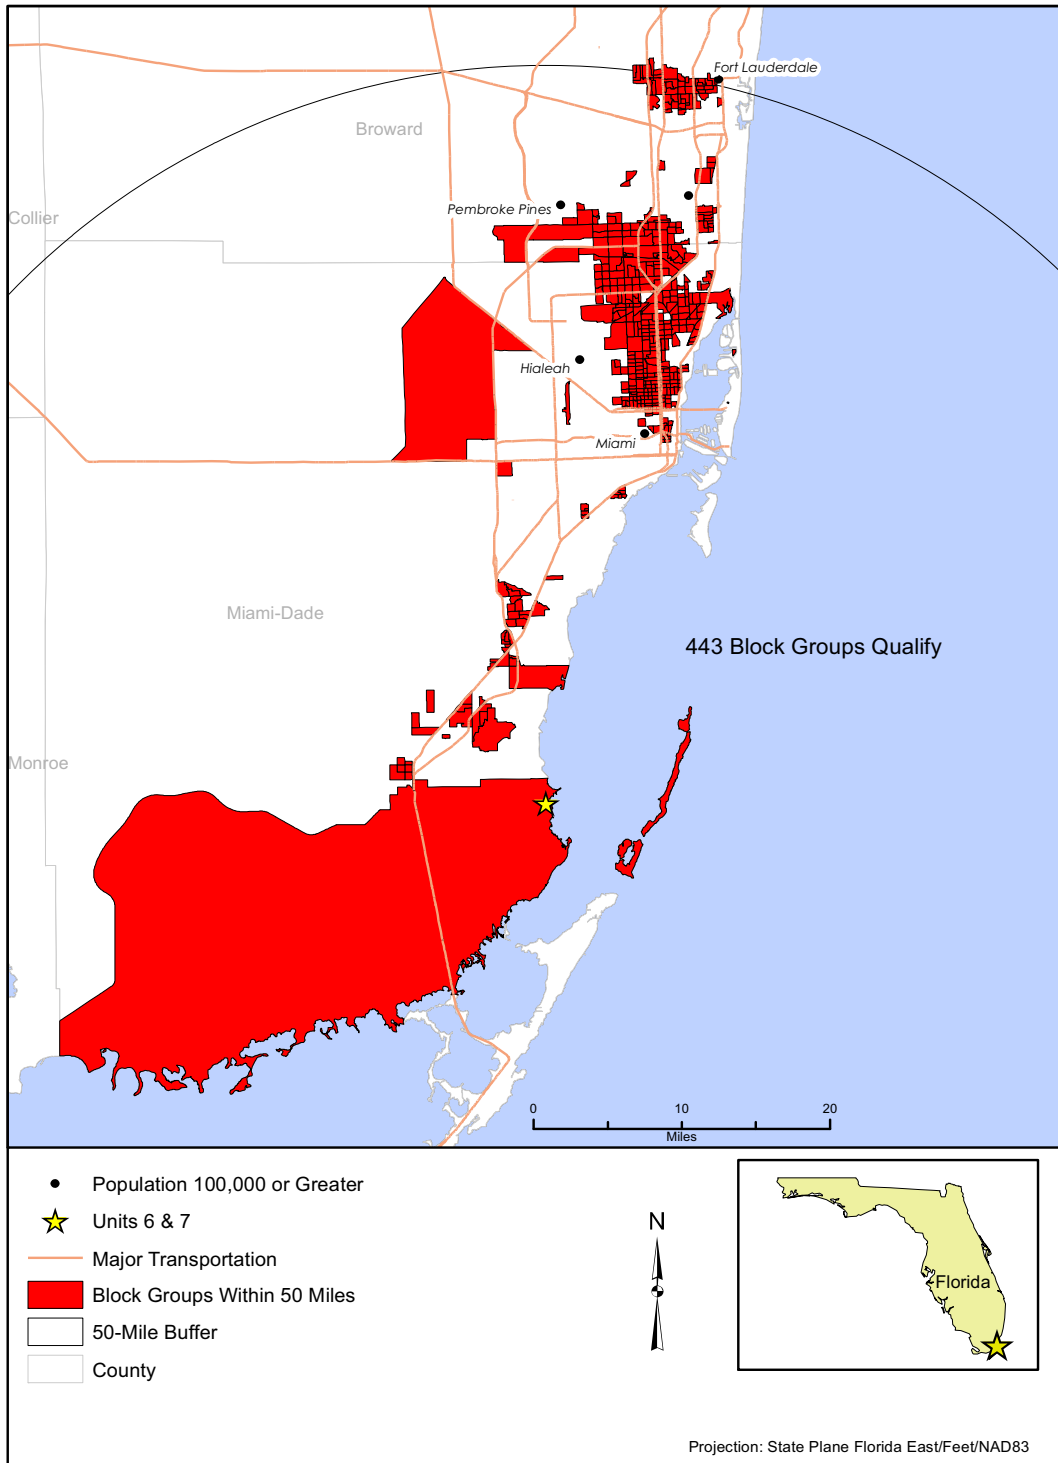 Fort Lauderdale
Broward
Pembroke Pines
Collier
Hialeah
Miami
Miami-Dade
443 Block Groups Qualify
Monroe
0 10 20
Miles
Population 100,000 or Greater
Units 6 & 7
Major Transportation
Block Groups Within 50 Miles
50-Mile Buffer
County
N
Florida
Projection: State Plane Florida East/Feet/NAD83